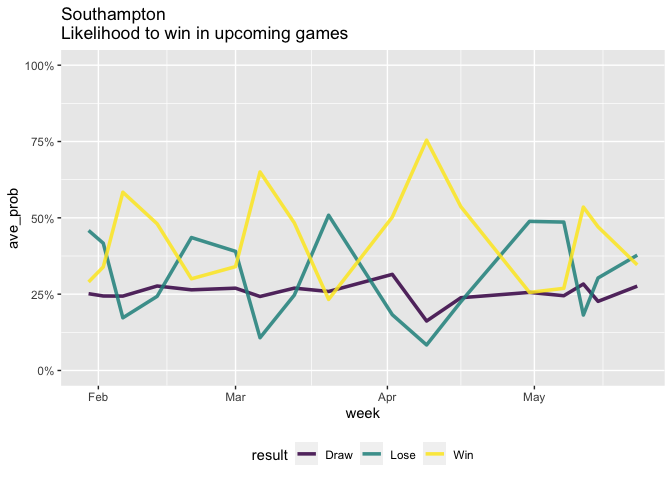 Southampton
Likelihood to win in upcoming games
100%
75%
50%
25%
0%
ave_prob
Feb Mar Apr May
week
result Draw Lose Win